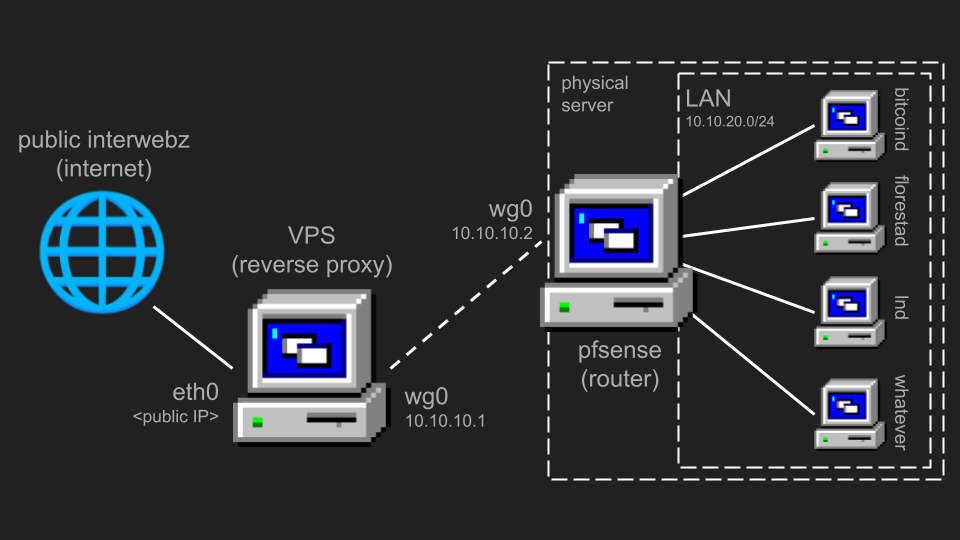 public interwebz
(internet)
VPS
(reverse proxy)
eth0
<public IP>
wg0
10.10.10.1
wg0
10.10.10.2
physical
server
pfsense
(router)
LAN
10.10.20.0/24
bitcoind
florestad
lnd
whatever